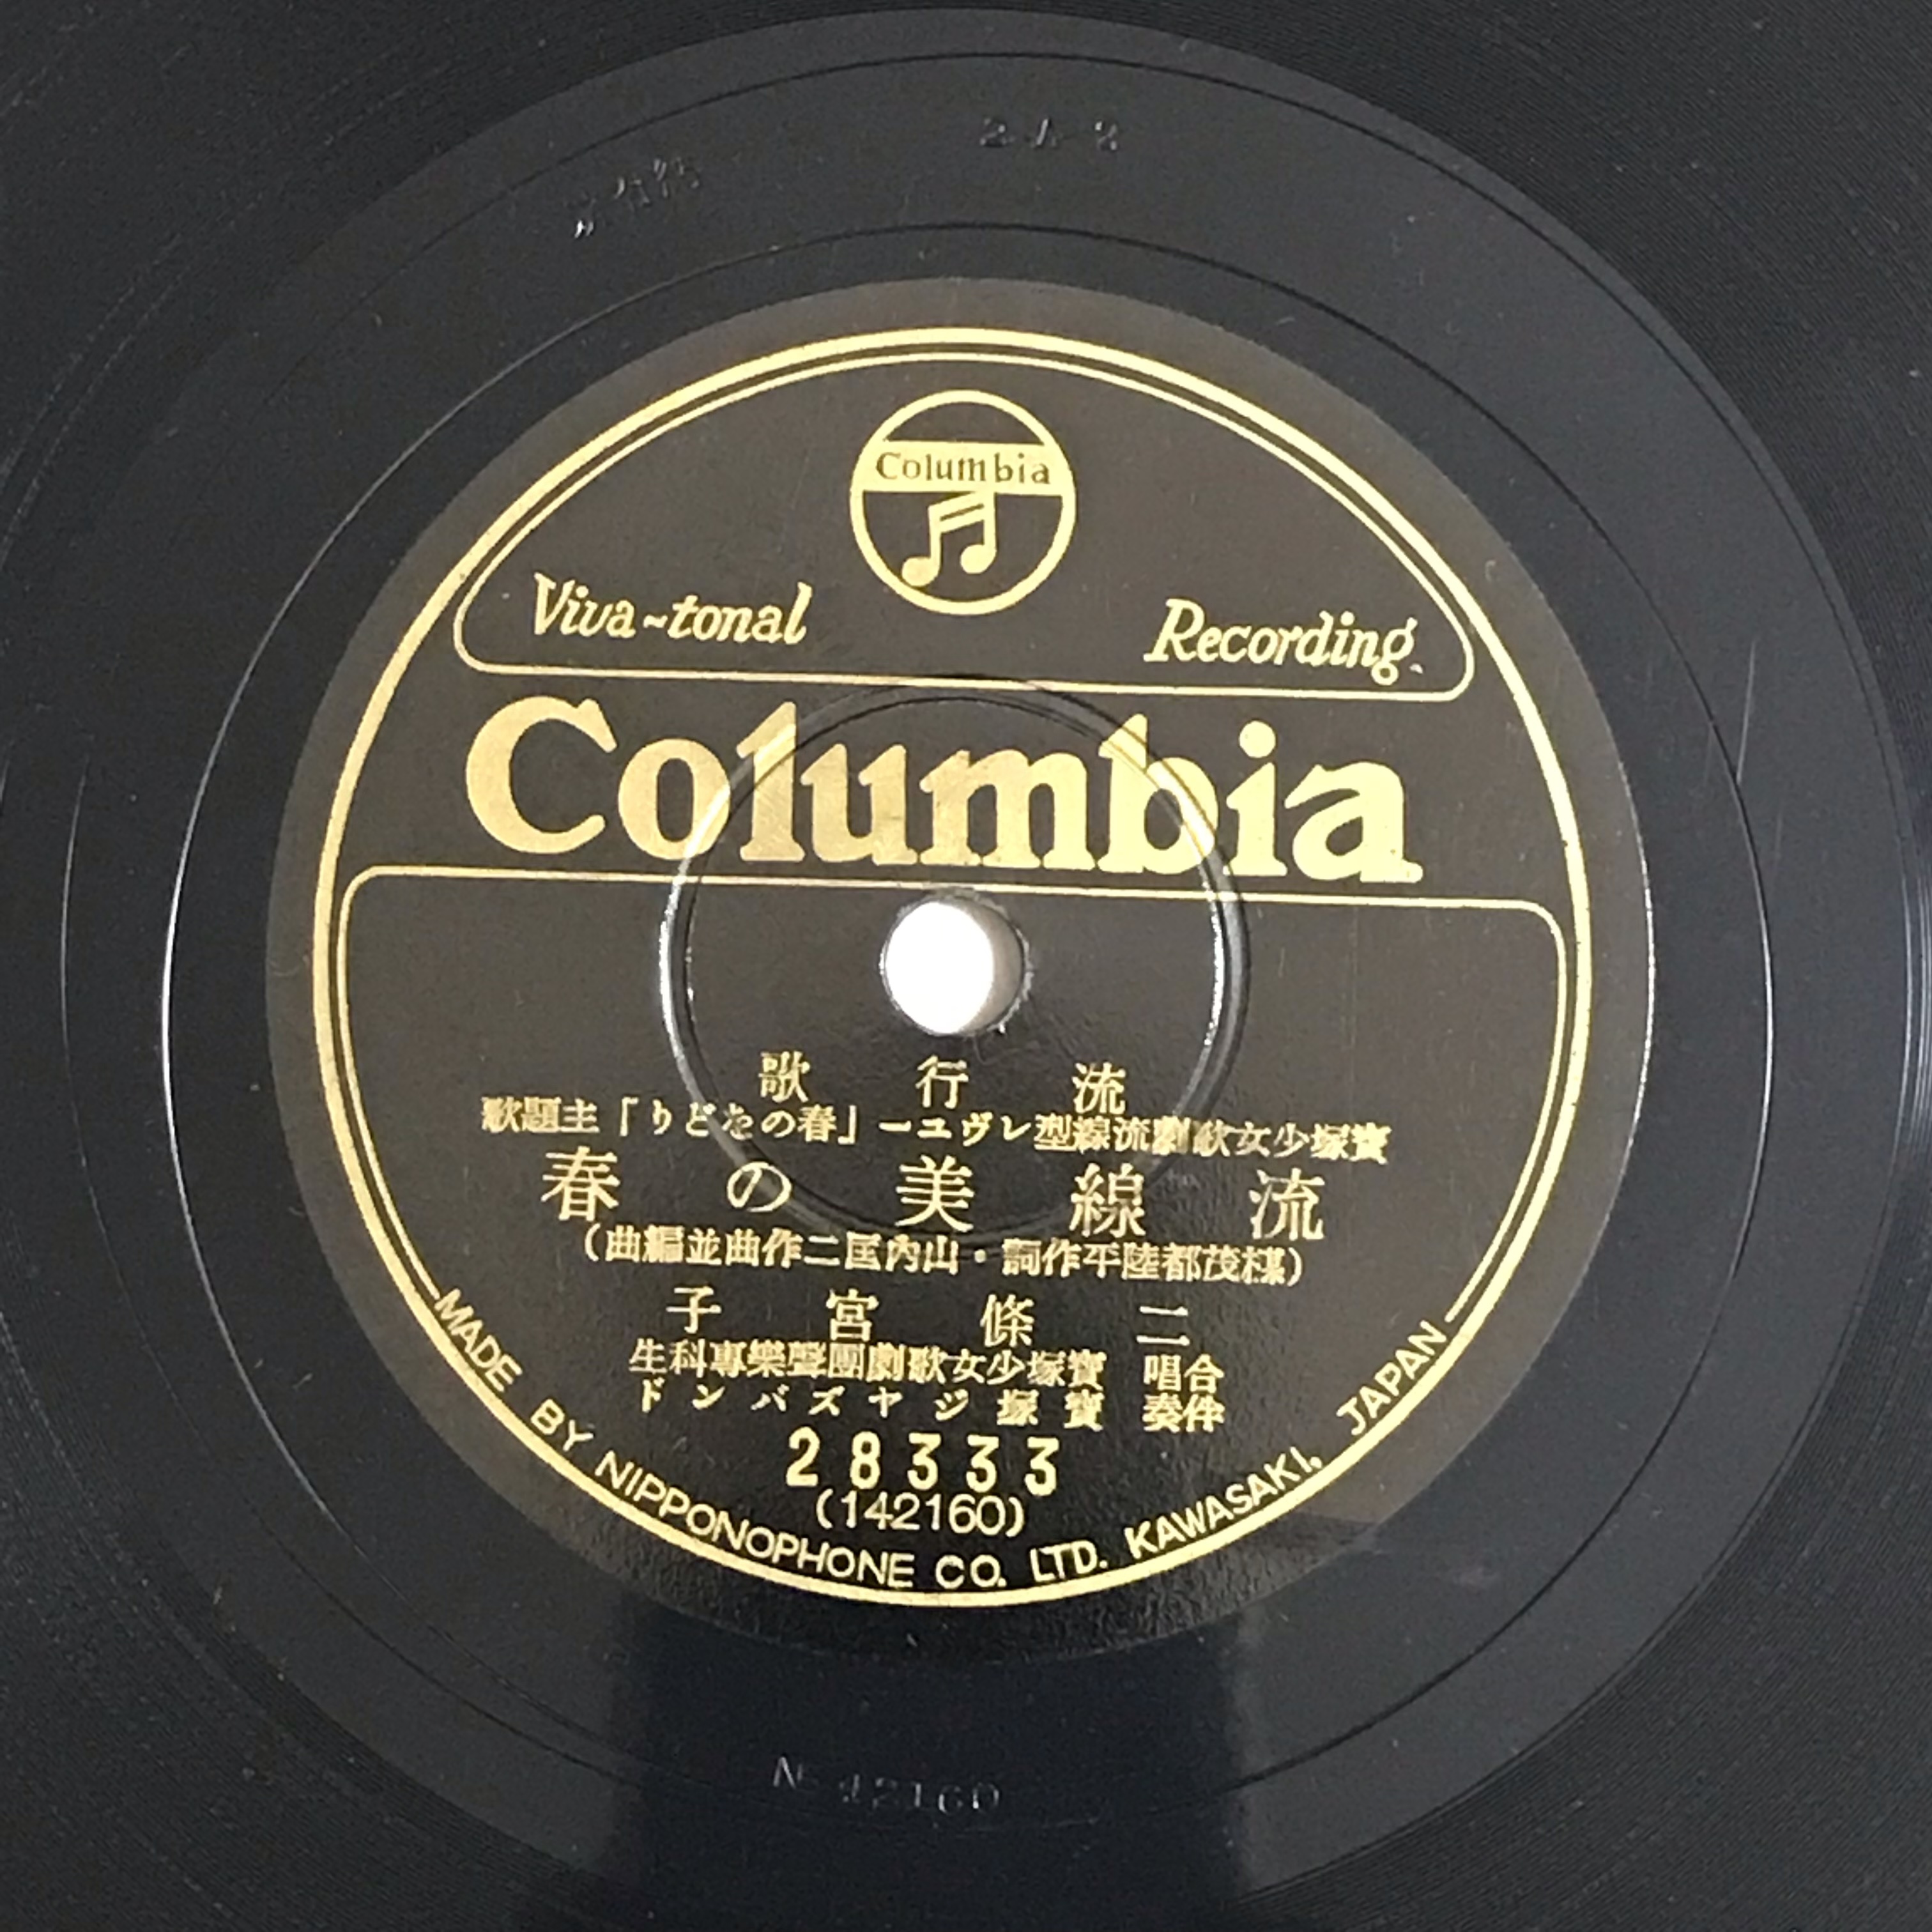 Columbia
Viva-tonal Recording.
Columbia
流行歌
寶塚少女歌劇流線型レヴユー「春のをどり」主題歌
流線美の春
(楳茂都陸平作詞・山内匡二作曲並編曲)
二條宮子
合唱 寶塚少女歌劇團聲樂專科生
伴奏 寶塚ジヤズバンド
28333
(142160)
MADE BY NIPPONOPHONE CO. LTD. KAWASAKI, JAPAN